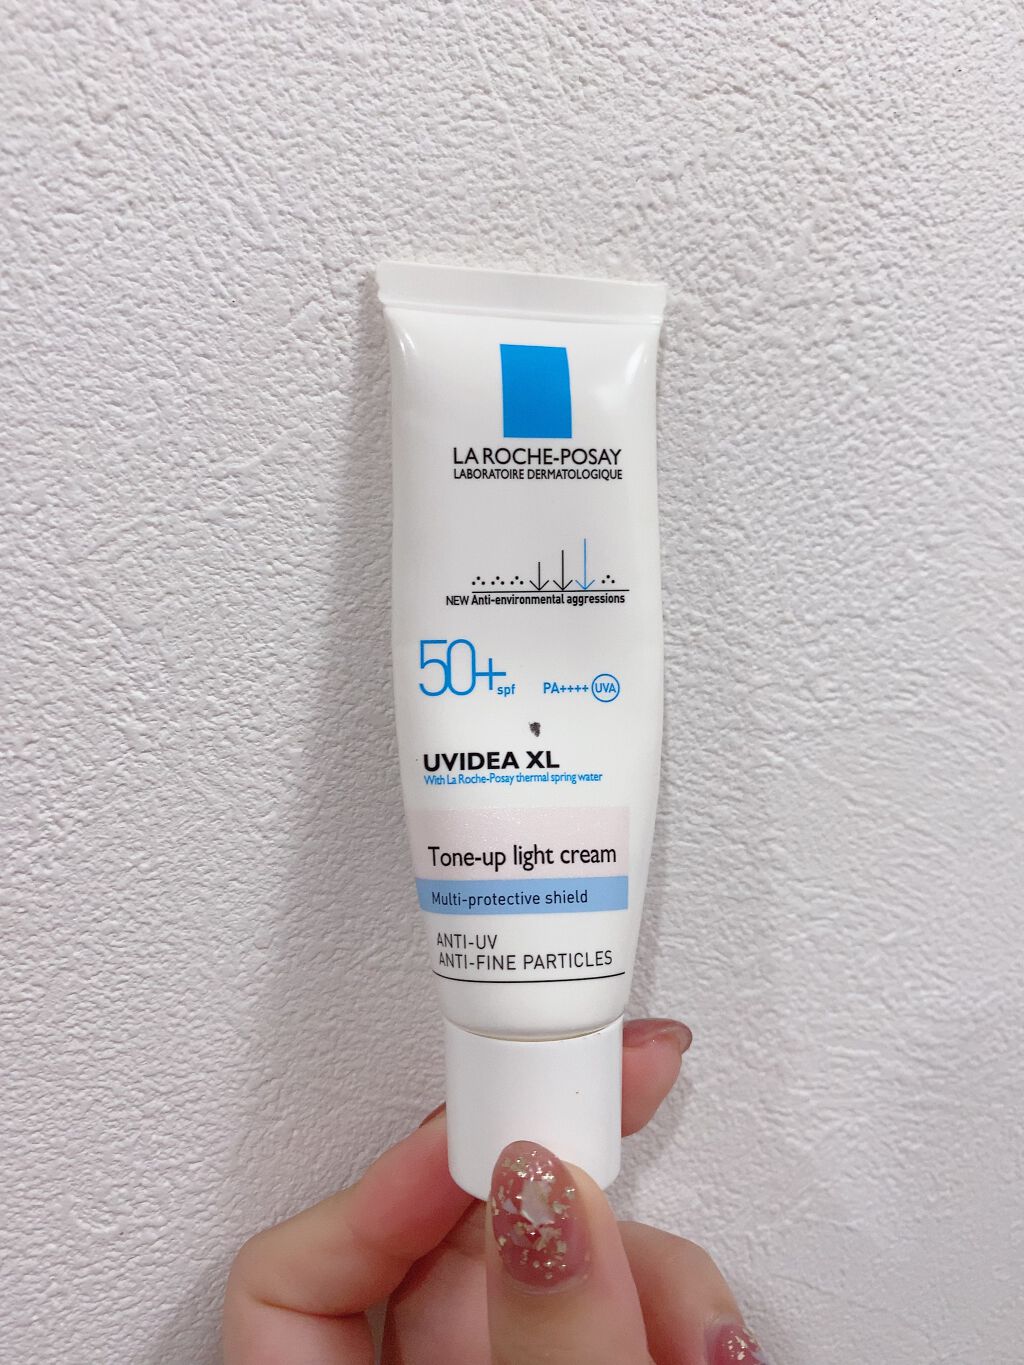 LA ROCHE-POSAY
LABORATOIRE DERMATOLOGIQUE
NEW Anti-environmental aggressions
50+ spf PA++++ UVA
UVIDEA XL
With La Roche-Posay thermal spring water
Tone-up light cream
Multi-protective shield
ANTI-UV
ANTI-FINE PARTICLES